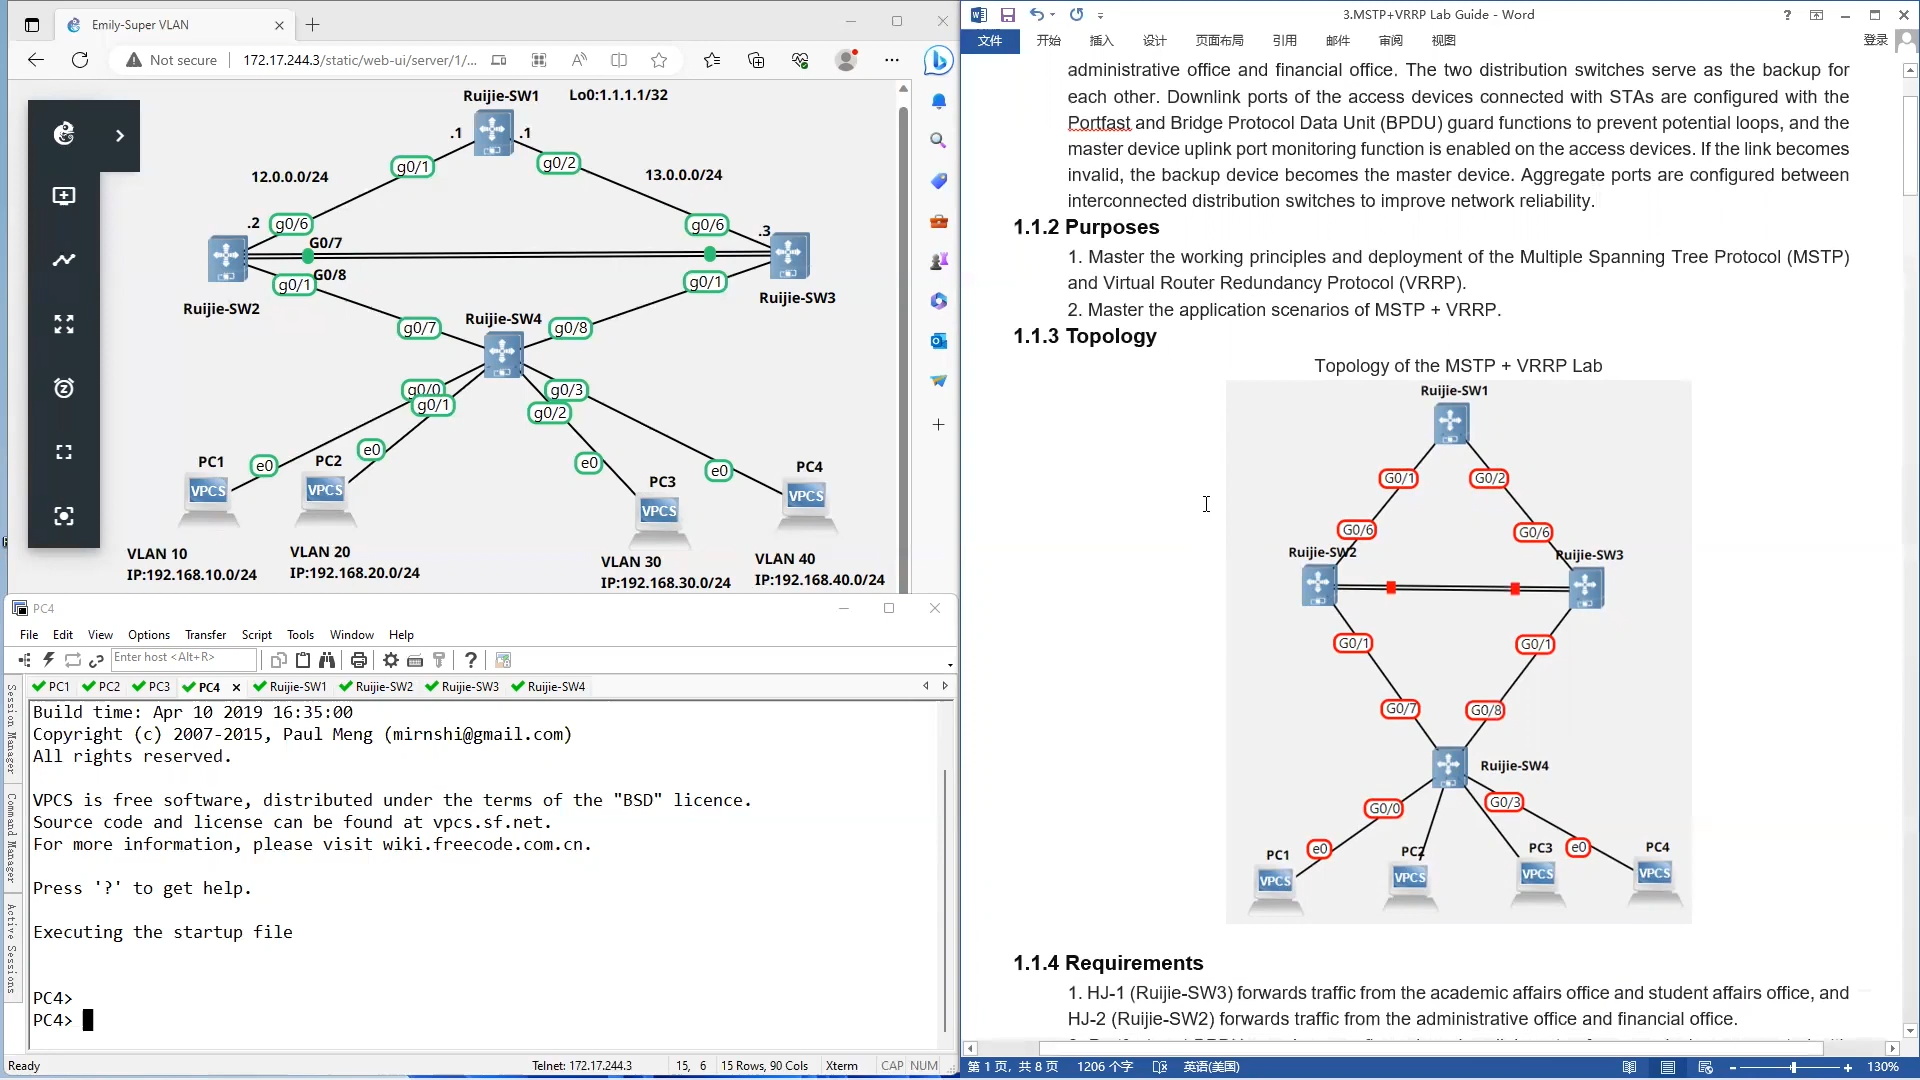 Emily-Super VLAN
Not secure
172.17.244.3/static/web-ui/server/1/...
Ruijie-SW1
Lo0:1.1.1.1/32
.1
.1
g0/1
g0/2
12.0.0.0/24
13.0.0.0/24
.2
g0/6
g0/6
.3
G0/7
G0/8
g0/1
g0/1
Ruijie-SW2
Ruijie-SW3
Ruijie-SW4
g0/7
g0/8
g0/0
g0/3
g0/1
g0/2
e0
e0
e0
e0
PC1
PC2
PC3
PC4
VPCS
VPCS
VPCS
VPCS
VLAN 10
IP:192.168.10.0/24
VLAN 20
IP:192.168.20.0/24
VLAN 30
IP:192.168.30.0/24
VLAN 40
IP:192.168.40.0/24
PC4
File Edit View Options Transfer Script Tools Window Help
Enter host <Alt+R>
PC1 PC2 PC3 PC4 Ruijie-SW1 Ruijie-SW2 Ruijie-SW3 Ruijie-SW4
Session Manager
Command Manager
Active Sessions
Build time: Apr 10 2019 16:35:00
Copyright (c) 2007-2015, Paul Meng (mirnshi@gmail.com)
All rights reserved.
VPCS is free software, distributed under the terms of the "BSD" licence.
Source code and license can be found at vpcs.sf.net.
For more information, please visit wiki.freecode.com.cn.
Press '?' to get help.
Executing the startup file
PC4>
PC4>
Ready
Telnet: 172.17.244.3
15, 6
15 Rows, 90 Cols
Xterm
CAP NUM
3.MSTP+VRRP Lab Guide - Word
文件 开始 插入 设计 页面布局 引用 邮件 审阅 视图
登录
administrative office and financial office. The two distribution switches serve as the backup for
each other. Downlink ports of the access devices connected with STAs are configured with the
Portfast and Bridge Protocol Data Unit (BPDU) guard functions to prevent potential loops, and the
master device uplink port monitoring function is enabled on the access devices. If the link becomes
invalid, the backup device becomes the master device. Aggregate ports are configured between
interconnected distribution switches to improve network reliability.
1.1.2 Purposes
1. Master the working principles and deployment of the Multiple Spanning Tree Protocol (MSTP)
and Virtual Router Redundancy Protocol (VRRP).
2. Master the application scenarios of MSTP + VRRP.
1.1.3 Topology
Topology of the MSTP + VRRP Lab
Ruijie-SW1
G0/1
G0/2
G0/6
G0/6
Ruijie-SW2
Ruijie-SW3
G0/1
G0/1
G0/7
G0/8
Ruijie-SW4
G0/0
G0/3
e0
e0
PC1
PC2
PC3
PC4
VPCS
VPCS
VPCS
VPCS
1.1.4 Requirements
1. HJ-1 (Ruijie-SW3) forwards traffic from the academic affairs office and student affairs office, and
HJ-2 (Ruijie-SW2) forwards traffic from the administrative office and financial office.
第 1 页，共 8 页
1206 个字
英语(美国)
130%